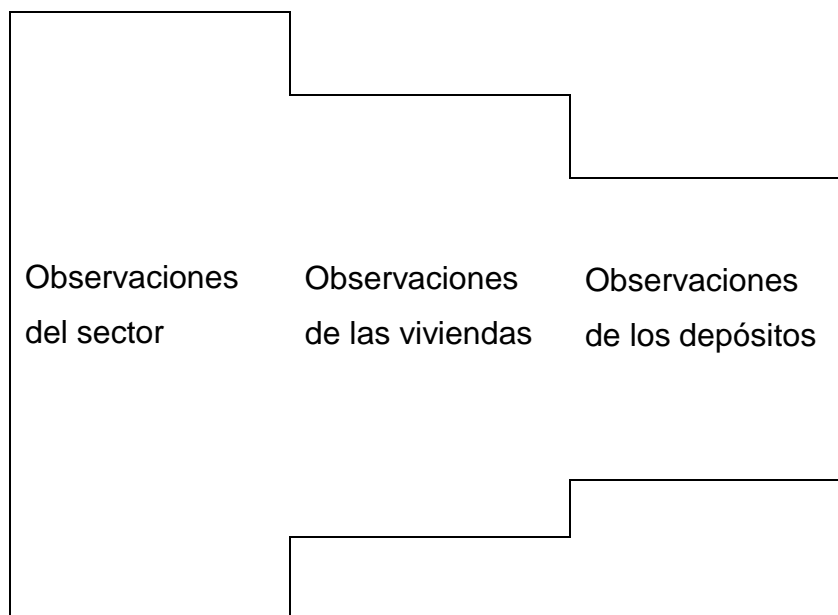 Observaciones
del sector
Observaciones
de las viviendas
Observaciones
de los depósitos